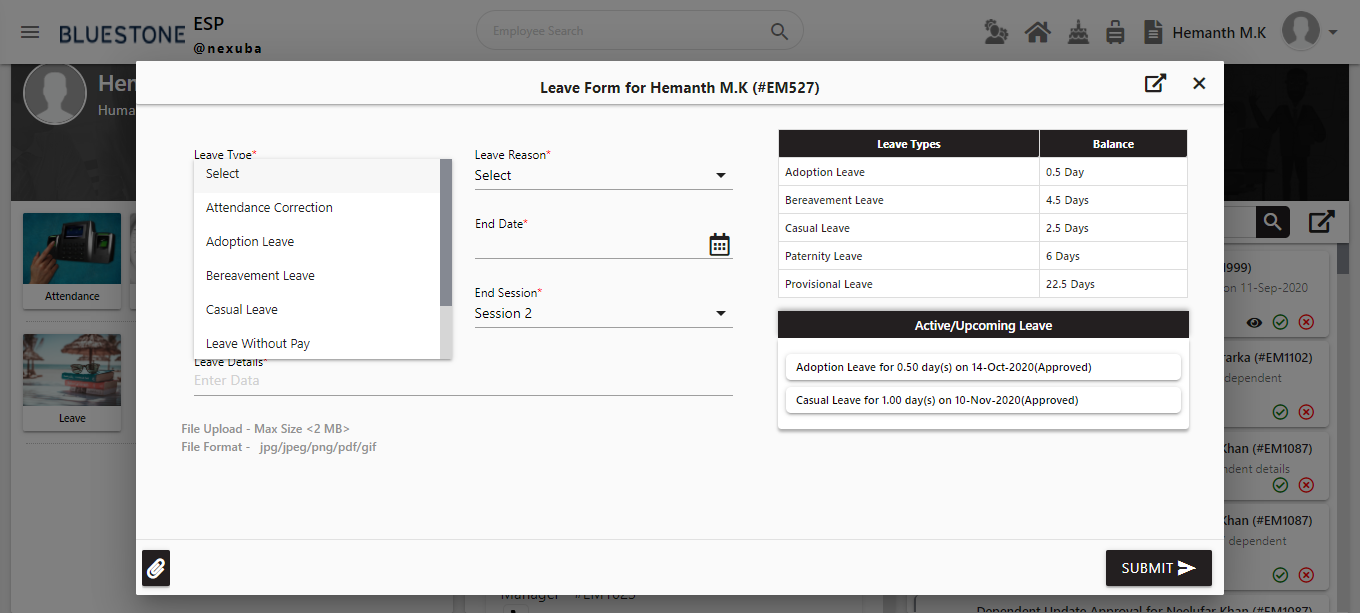 BLUESTONE
ESP
@nexuba
Employee Search
Hemanth M.K
Leave Form for Hemanth M.K (#EM527)
Leave Type*
Select
Attendance Correction
Adoption Leave
Bereavement Leave
Casual Leave
Leave Without Pay
Leave Reason*
Select
End Date*
End Session*
Session 2
Leave Details*
Enter Data
File Upload - Max Size <2 MB>
File Format - jpg/jpeg/png/pdf/gif
Leave Types Balance
Adoption Leave 0.5 Day
Bereavement Leave 4.5 Days
Casual Leave 2.5 Days
Paternity Leave 6 Days
Provisional Leave 22.5 Days
Active/Upcoming Leave
Adoption Leave for 0.50 day(s) on 14-Oct-2020(Approved)
Casual Leave for 1.00 day(s) on 10-Nov-2020(Approved)
SUBMIT
Attendance
Leave
on 11-Sep-2020
(#EM1102)
dependent
Khan (#EM1087)
details
Khan (#EM1087)
dependent
Manager - #EM1025
Dependent Update Approval for Neelufar Khan (#EM1087)